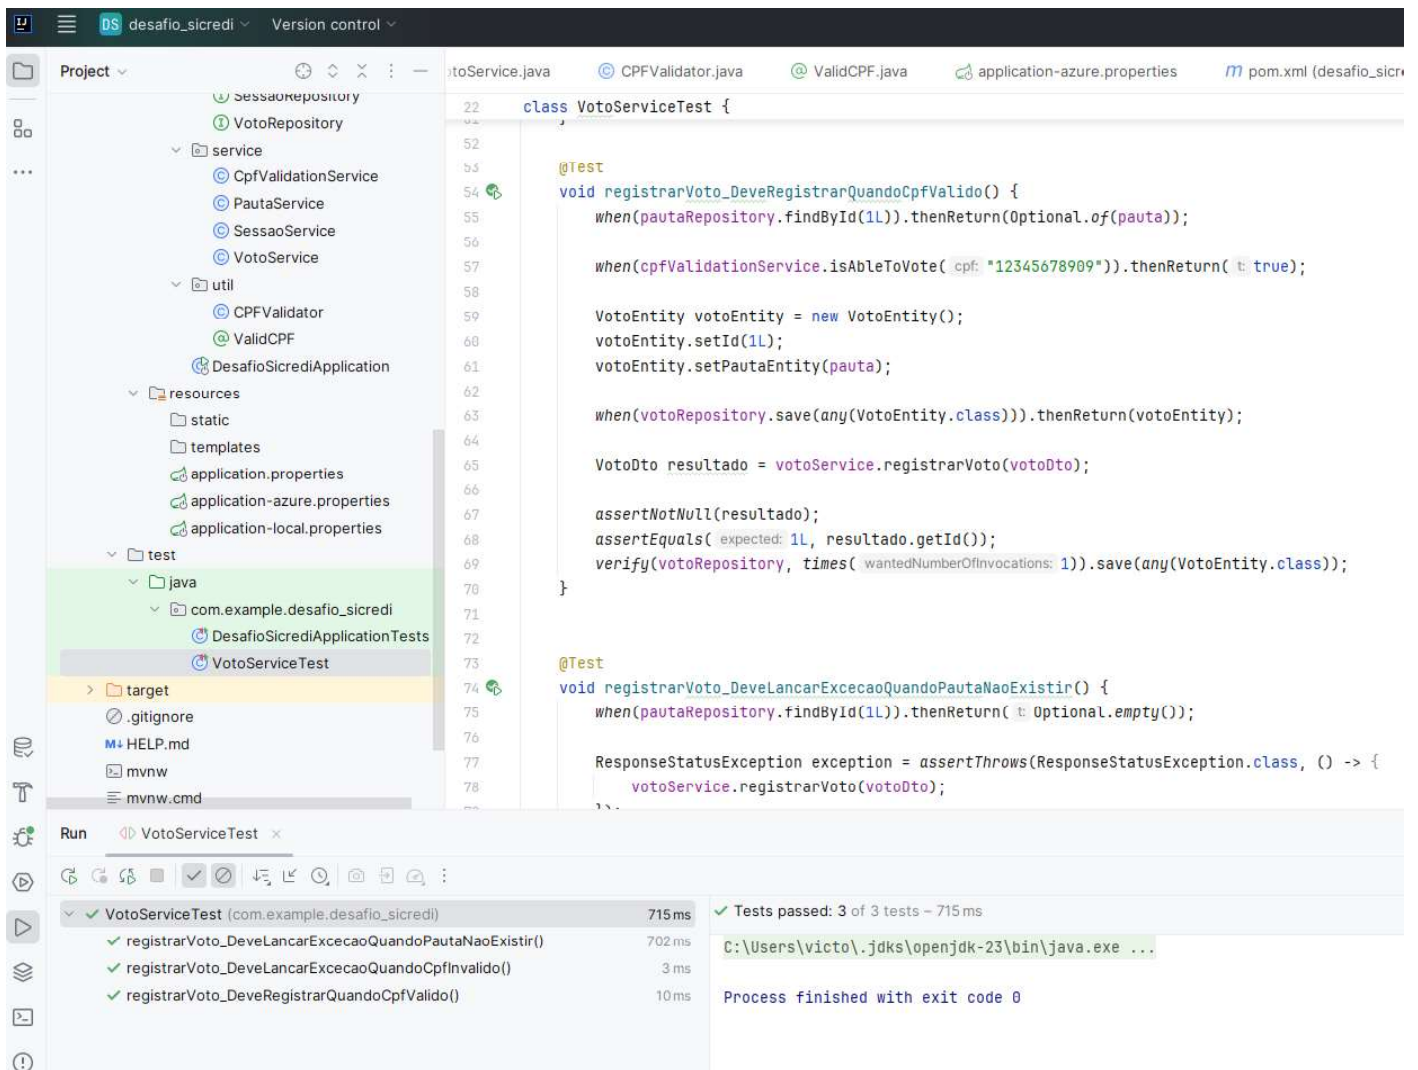 DS desafio_sicredi Version control
Project
SessaoRepository
VotoRepository
service
CpfValidationService
PautaService
SessaoService
VotoService
util
CPFValidator
ValidCPF
DesafioSicrediApplication
resources
static
templates
application.properties
application-azure.properties
application-local.properties
test
java
com.example.desafio_sicredi
DesafioSicrediApplicationTests
VotoServiceTest
target
.gitignore
M↓ HELP.md
mvnw
mvnw.cmd
toService.java CPFValidator.java ValidCPF.java application-azure.properties m pom.xml (desafio_sicre
22 class VotoServiceTest {
51 }
52
53 @Test
54 void registrarVoto_DeveRegistrarQuandoCpfValido() {
55 when(pautaRepository.findById(1L)).thenReturn(Optional.of(pauta));
56
57 when(cpfValidationService.isAbleToVote( cpf: "12345678909")).thenReturn( t: true);
58
59 VotoEntity votoEntity = new VotoEntity();
60 votoEntity.setId(1L);
61 votoEntity.setPautaEntity(pauta);
62
63 when(votoRepository.save(any(VotoEntity.class))).thenReturn(votoEntity);
64
65 VotoDto resultado = votoService.registrarVoto(votoDto);
66
67 assertNotNull(resultado);
68 assertEquals( expected: 1L, resultado.getId());
69 verify(votoRepository, times( wantedNumberOfInvocations: 1)).save(any(VotoEntity.class));
70 }
71
72
73 @Test
74 void registrarVoto_DeveLancarExcecaoQuandoPautaNaoExistir() {
75 when(pautaRepository.findById(1L)).thenReturn( t: Optional.empty());
76
77 ResponseStatusException exception = assertThrows(ResponseStatusException.class, () -> {
78 votoService.registrarVoto(votoDto);
79 });
Run VotoServiceTest
VotoServiceTest (com.example.desafio_sicredi) 715 ms
registrarVoto_DeveLancarExcecaoQuandoPautaNaoExistir() 702 ms
registrarVoto_DeveLancarExcecaoQuandoCpfInvalido() 3 ms
registrarVoto_DeveRegistrarQuandoCpfValido() 10 ms
Tests passed: 3 of 3 tests – 715 ms
C:\Users\victo\.jdks\openjdk-23\bin\java.exe ...
Process finished with exit code 0